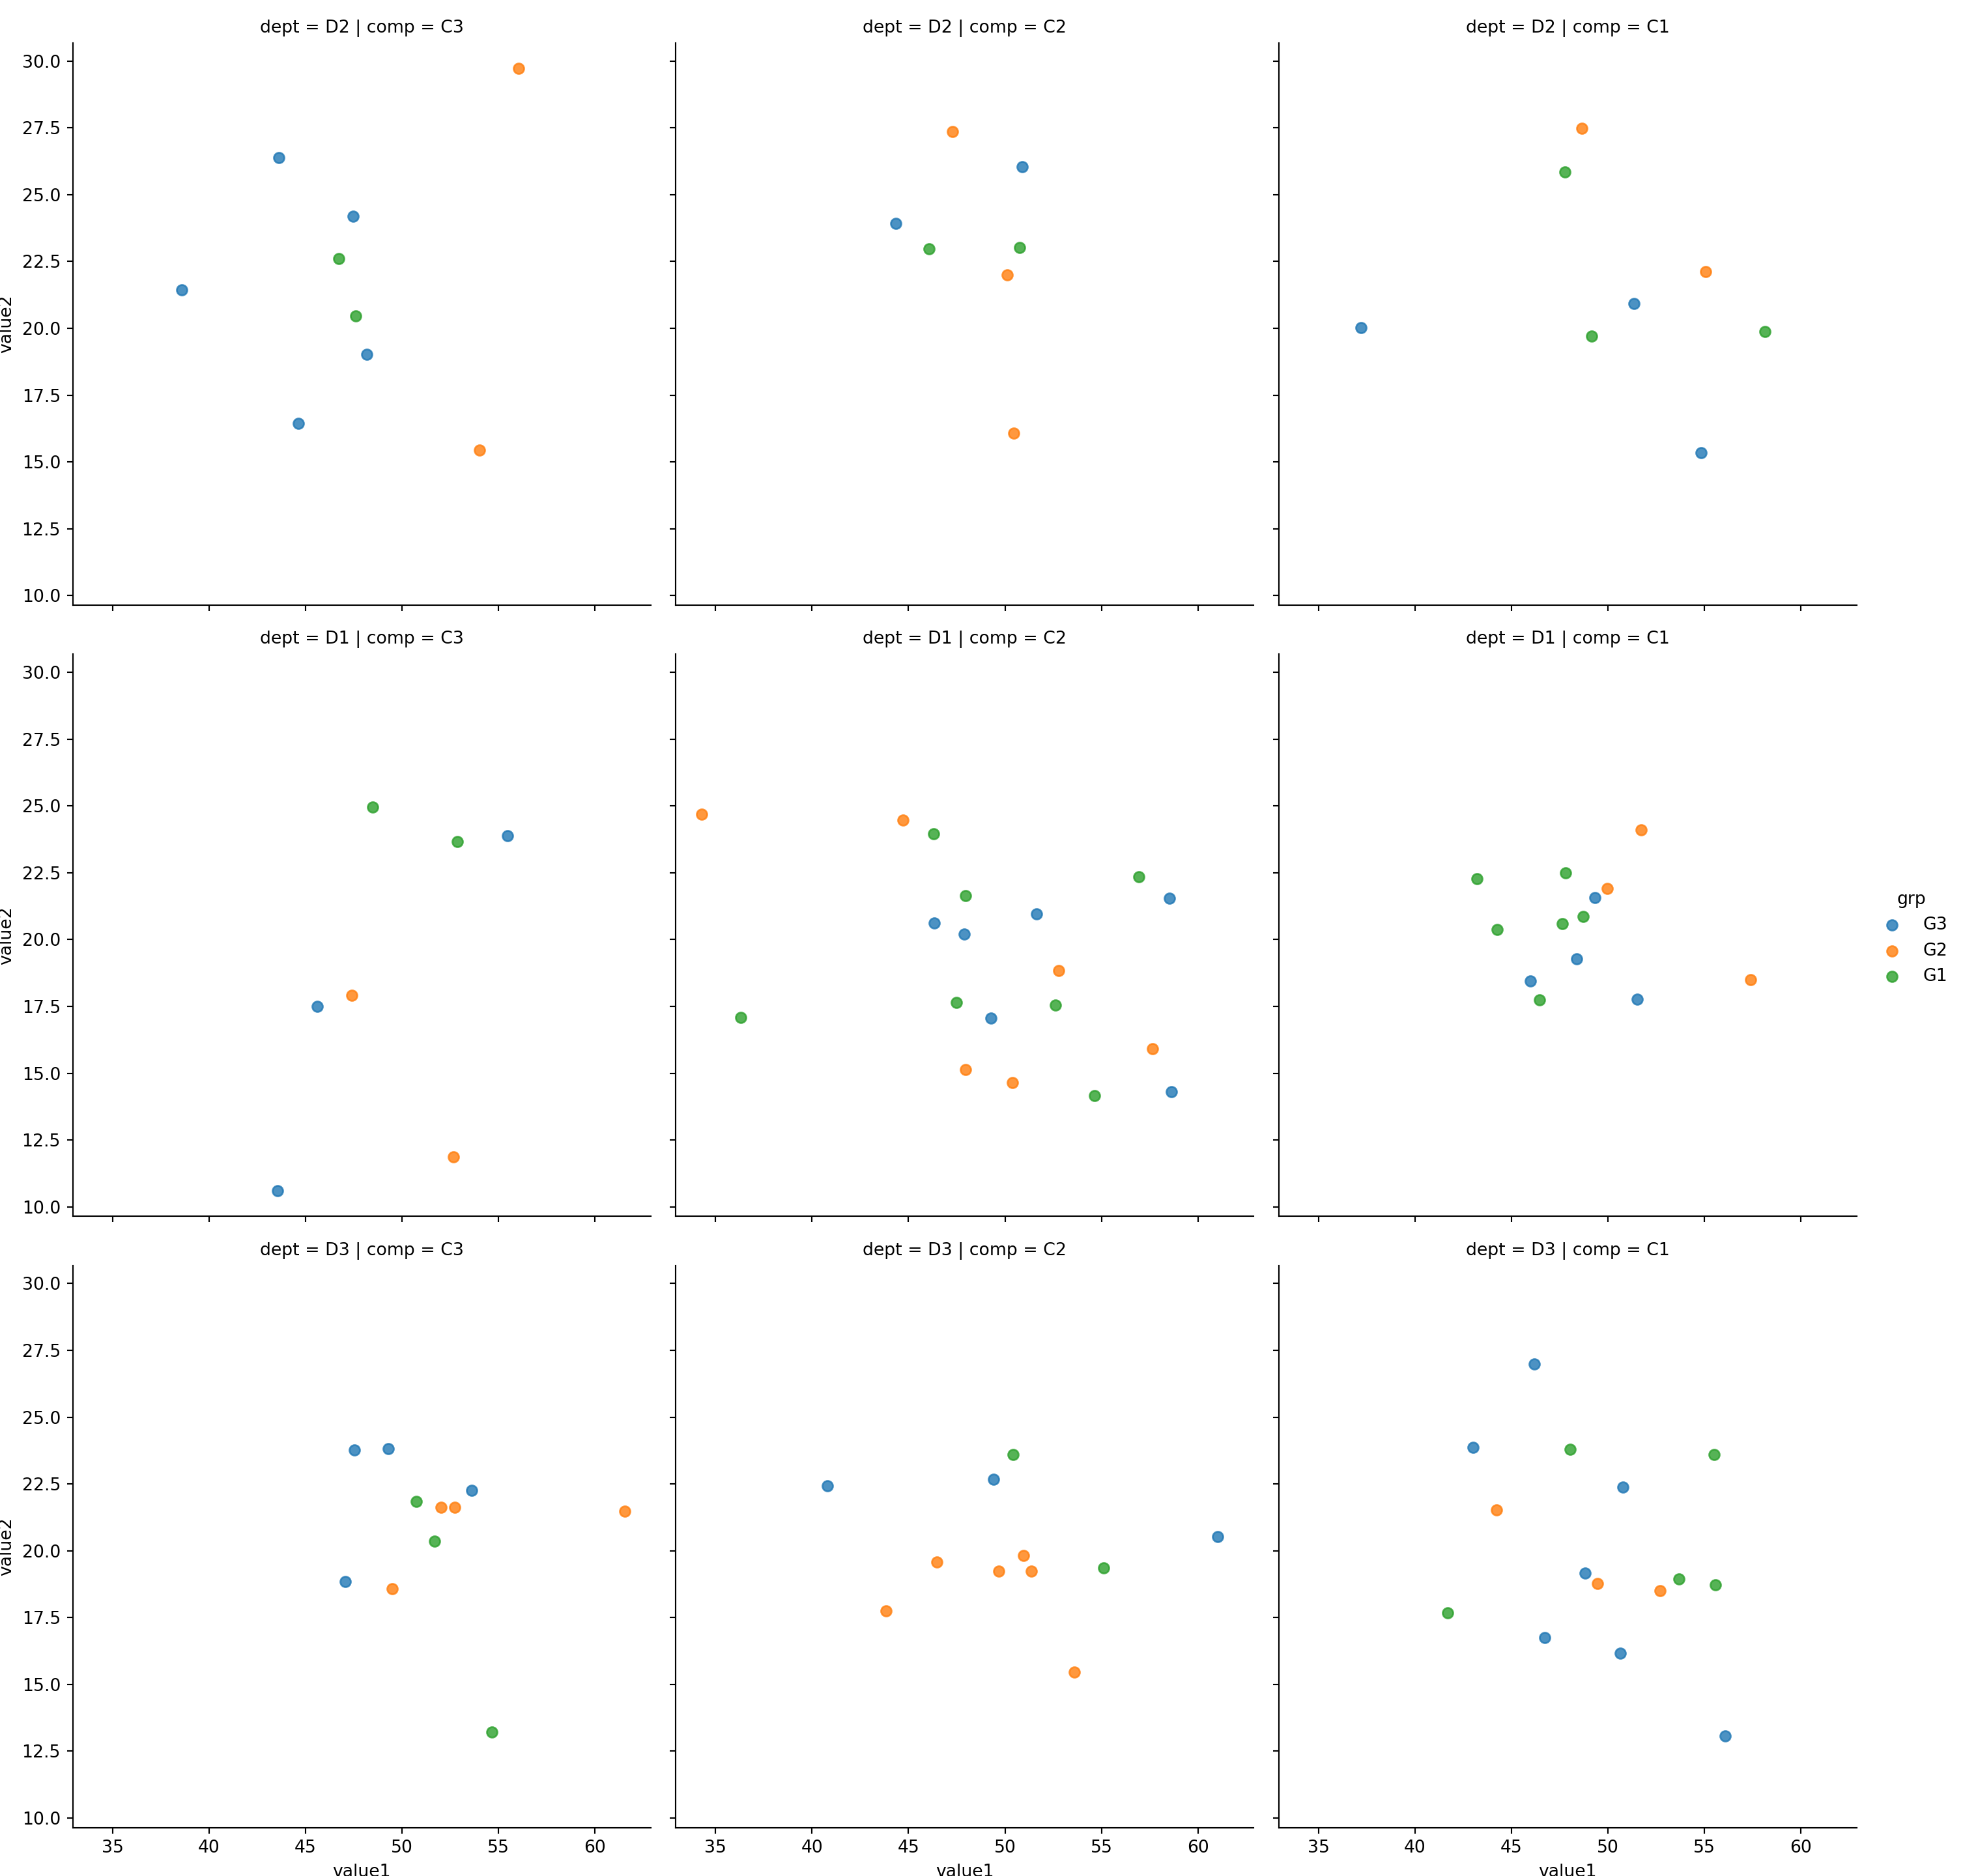 dept = D2 | comp = C3
dept = D2 | comp = C2
dept = D2 | comp = C1
30.0
27.5
25.0
22.5
20.0
17.5
15.0
12.5
10.0
value2
dept = D1 | comp = C3
dept = D1 | comp = C2
dept = D1 | comp = C1
30.0
27.5
25.0
22.5
20.0
17.5
15.0
12.5
10.0
value2
grp
G3
G2
G1
dept = D3 | comp = C3
dept = D3 | comp = C2
dept = D3 | comp = C1
30.0
27.5
25.0
22.5
20.0
17.5
15.0
12.5
10.0
value2
35 40 45 50 55 60
35 40 45 50 55 60
35 40 45 50 55 60
value1
value1
value1